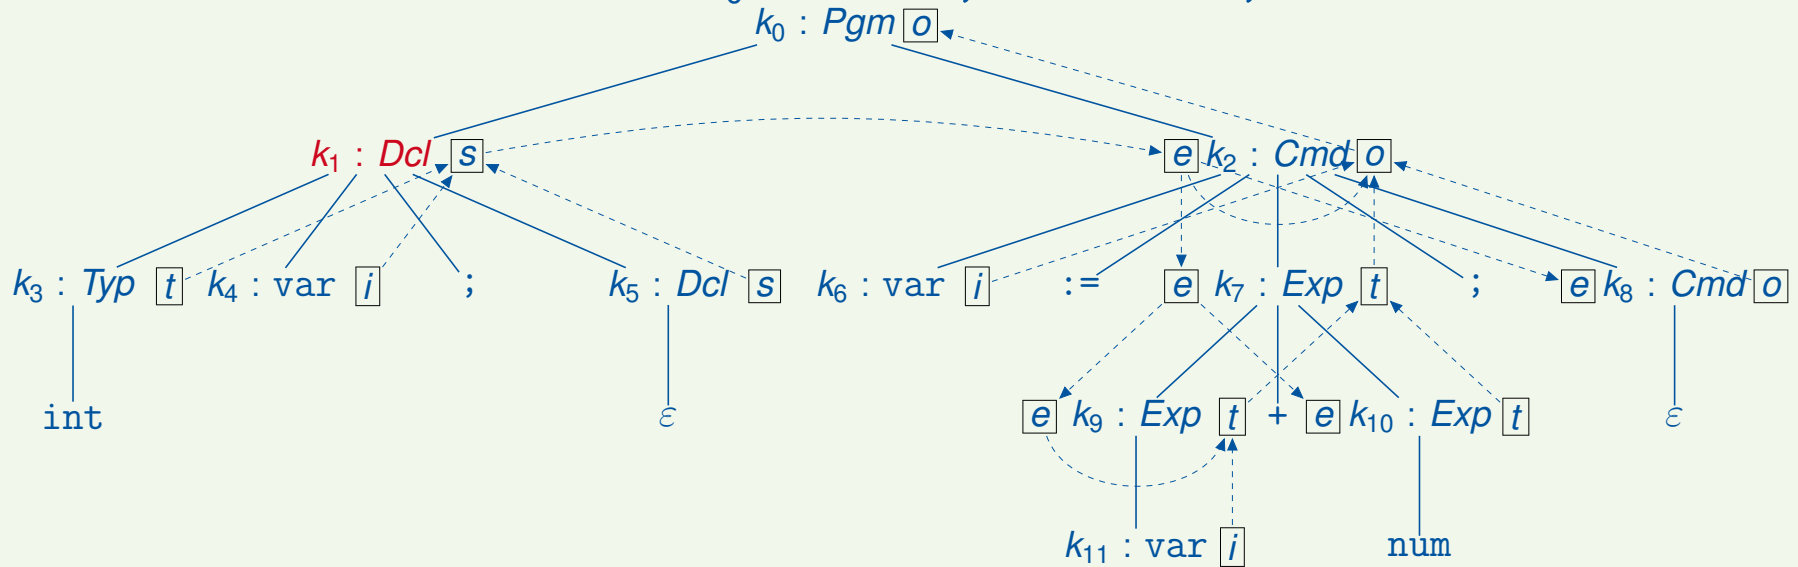 k₀ : Pgm o
k₁ : Dcl s e k₂ : Cmd o
k₃ : Typ t k₄ : var i ; k₅ : Dcl s k₆ : var i := e k₇ : Exp t ; e k₈ : Cmd o
int ε e k₉ : Exp t + e k₁₀ : Exp t ε
k₁₁ : var i num